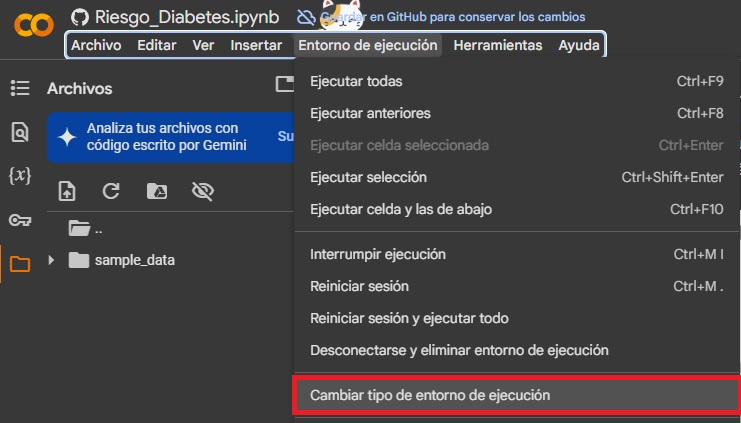 Riesgo_Diabetes.ipynb
Guardar en GitHub para conservar los cambios
Archivo Editar Ver Insertar Entorno de ejecución Herramientas Ayuda
Archivos
Analiza tus archivos con
código escrito por Gemini
Su
{x}
..
sample_data
Ejecutar todas Ctrl+F9
Ejecutar anteriores Ctrl+F8
Ejecutar celda seleccionada Ctrl+Enter
Ejecutar selección Ctrl+Shift+Enter
Ejecutar celda y las de abajo Ctrl+F10
Interrumpir ejecución Ctrl+M I
Reiniciar sesión Ctrl+M .
Reiniciar sesión y ejecutar todo
Desconectarse y eliminar entorno de ejecución
Cambiar tipo de entorno de ejecución